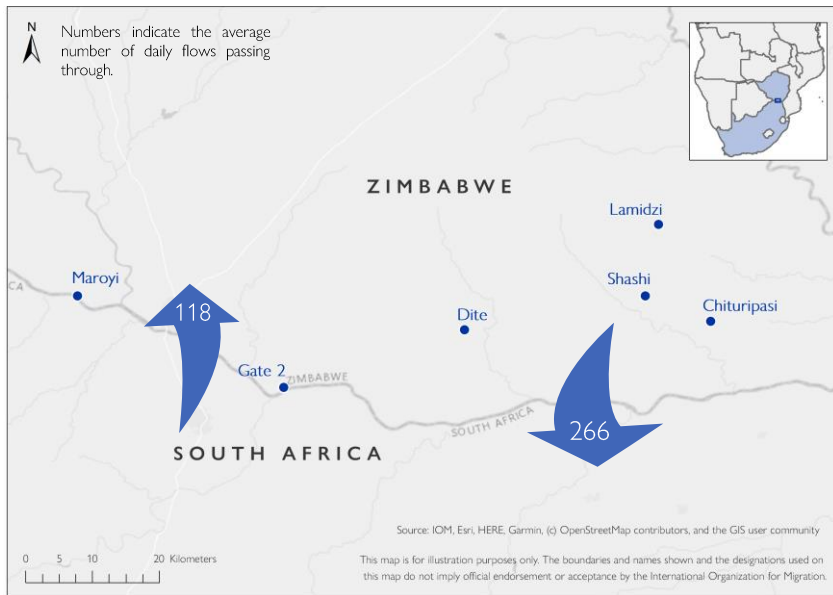 N
Numbers indicate the average
number of daily flows passing
through.
ZIMBABWE
Lamidzi
Maroyi
Shashi
Chituripasi
118
Dite
Gate 2
ZIMBABWE
SOUTH AFRICA
266
SOUTH AFRICA
Source: IOM, Esri, HERE, Garmin, (c) OpenStreetMap contributors, and the GIS user community
0 5 10 20 Kilometers
This map is for illustration purposes only. The boundaries and names shown and the designations used on
this map do not imply official endorsement or acceptance by the International Organization for Migration.